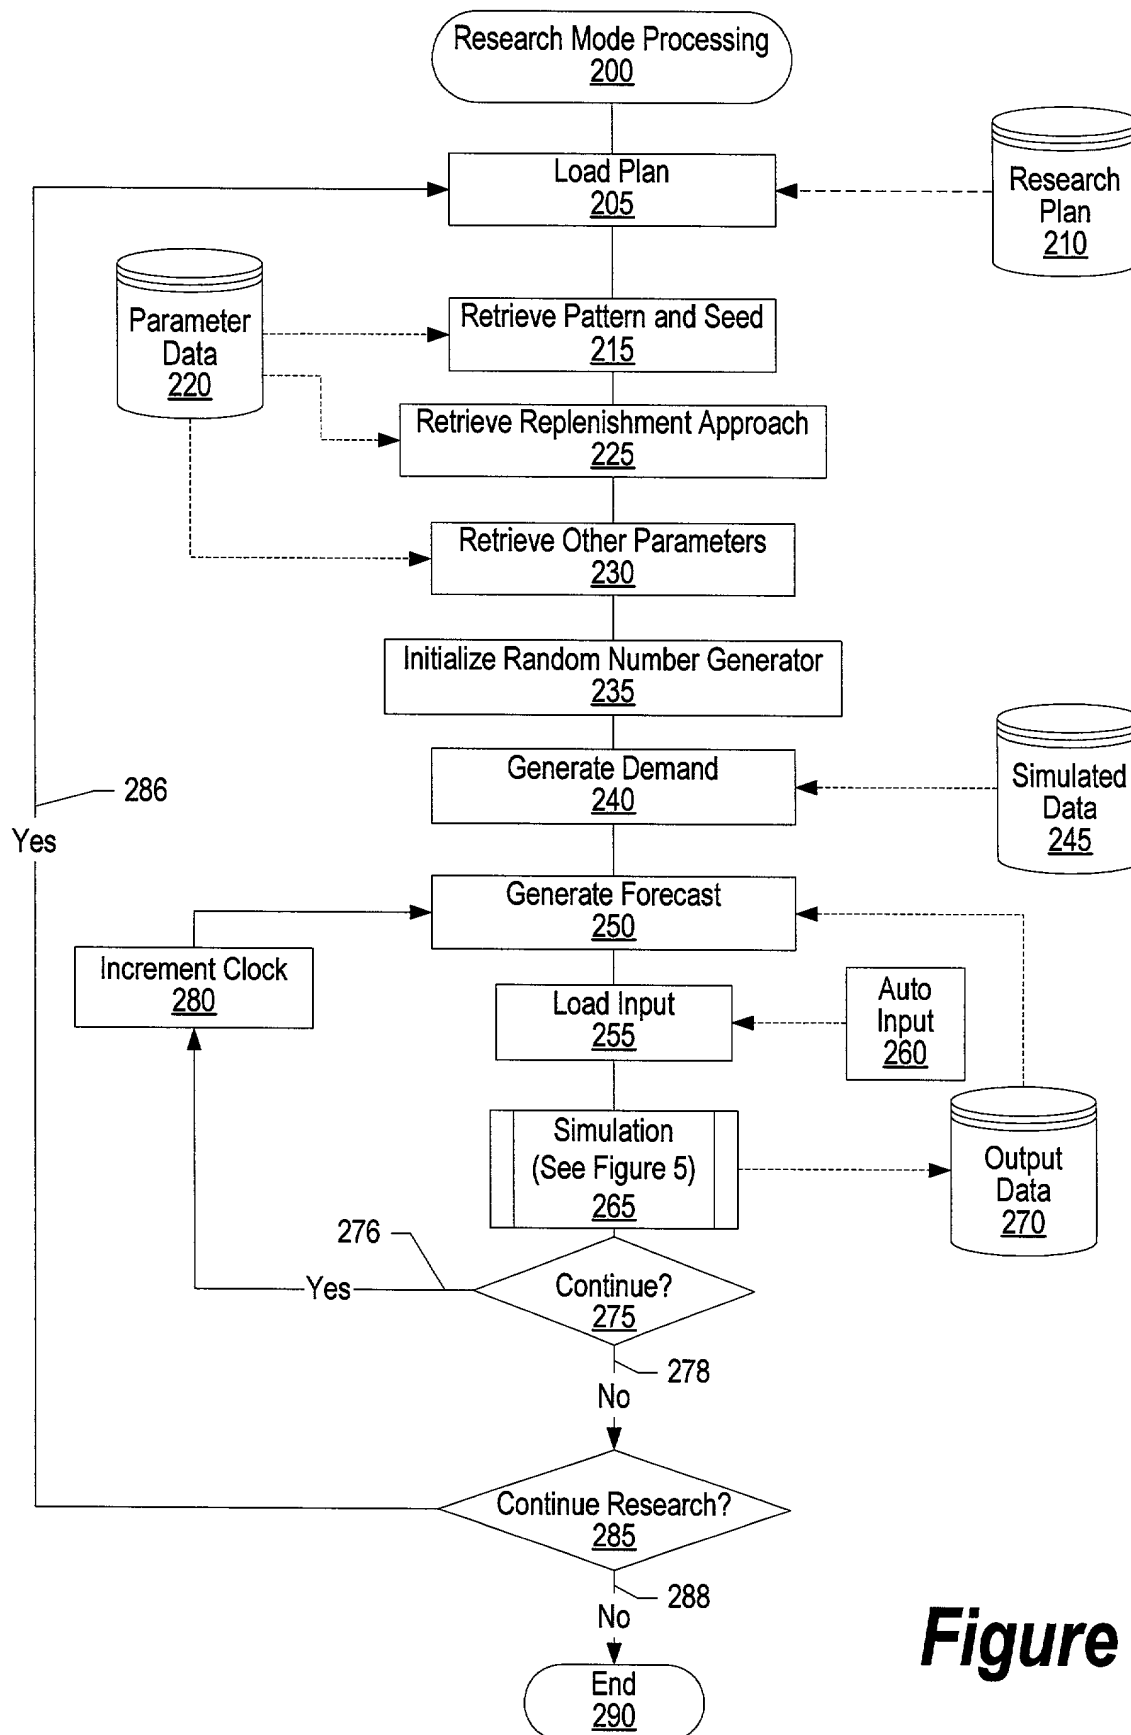 Research Mode Processing
200
Load Plan
205
Research
Plan
210
Parameter
Data
220
Retrieve Pattern and Seed
215
Retrieve Replenishment Approach
225
Retrieve Other Parameters
230
Initialize Random Number Generator
235
Generate Demand
240
Simulated
Data
245
286
Yes
Generate Forecast
250
Increment Clock
280
Load Input
255
Auto
Input
260
Simulation
(See Figure 5)
265
Output
Data
270
276
Yes
Continue?
275
278
No
Continue Research?
285
288
No
End
290
Figure